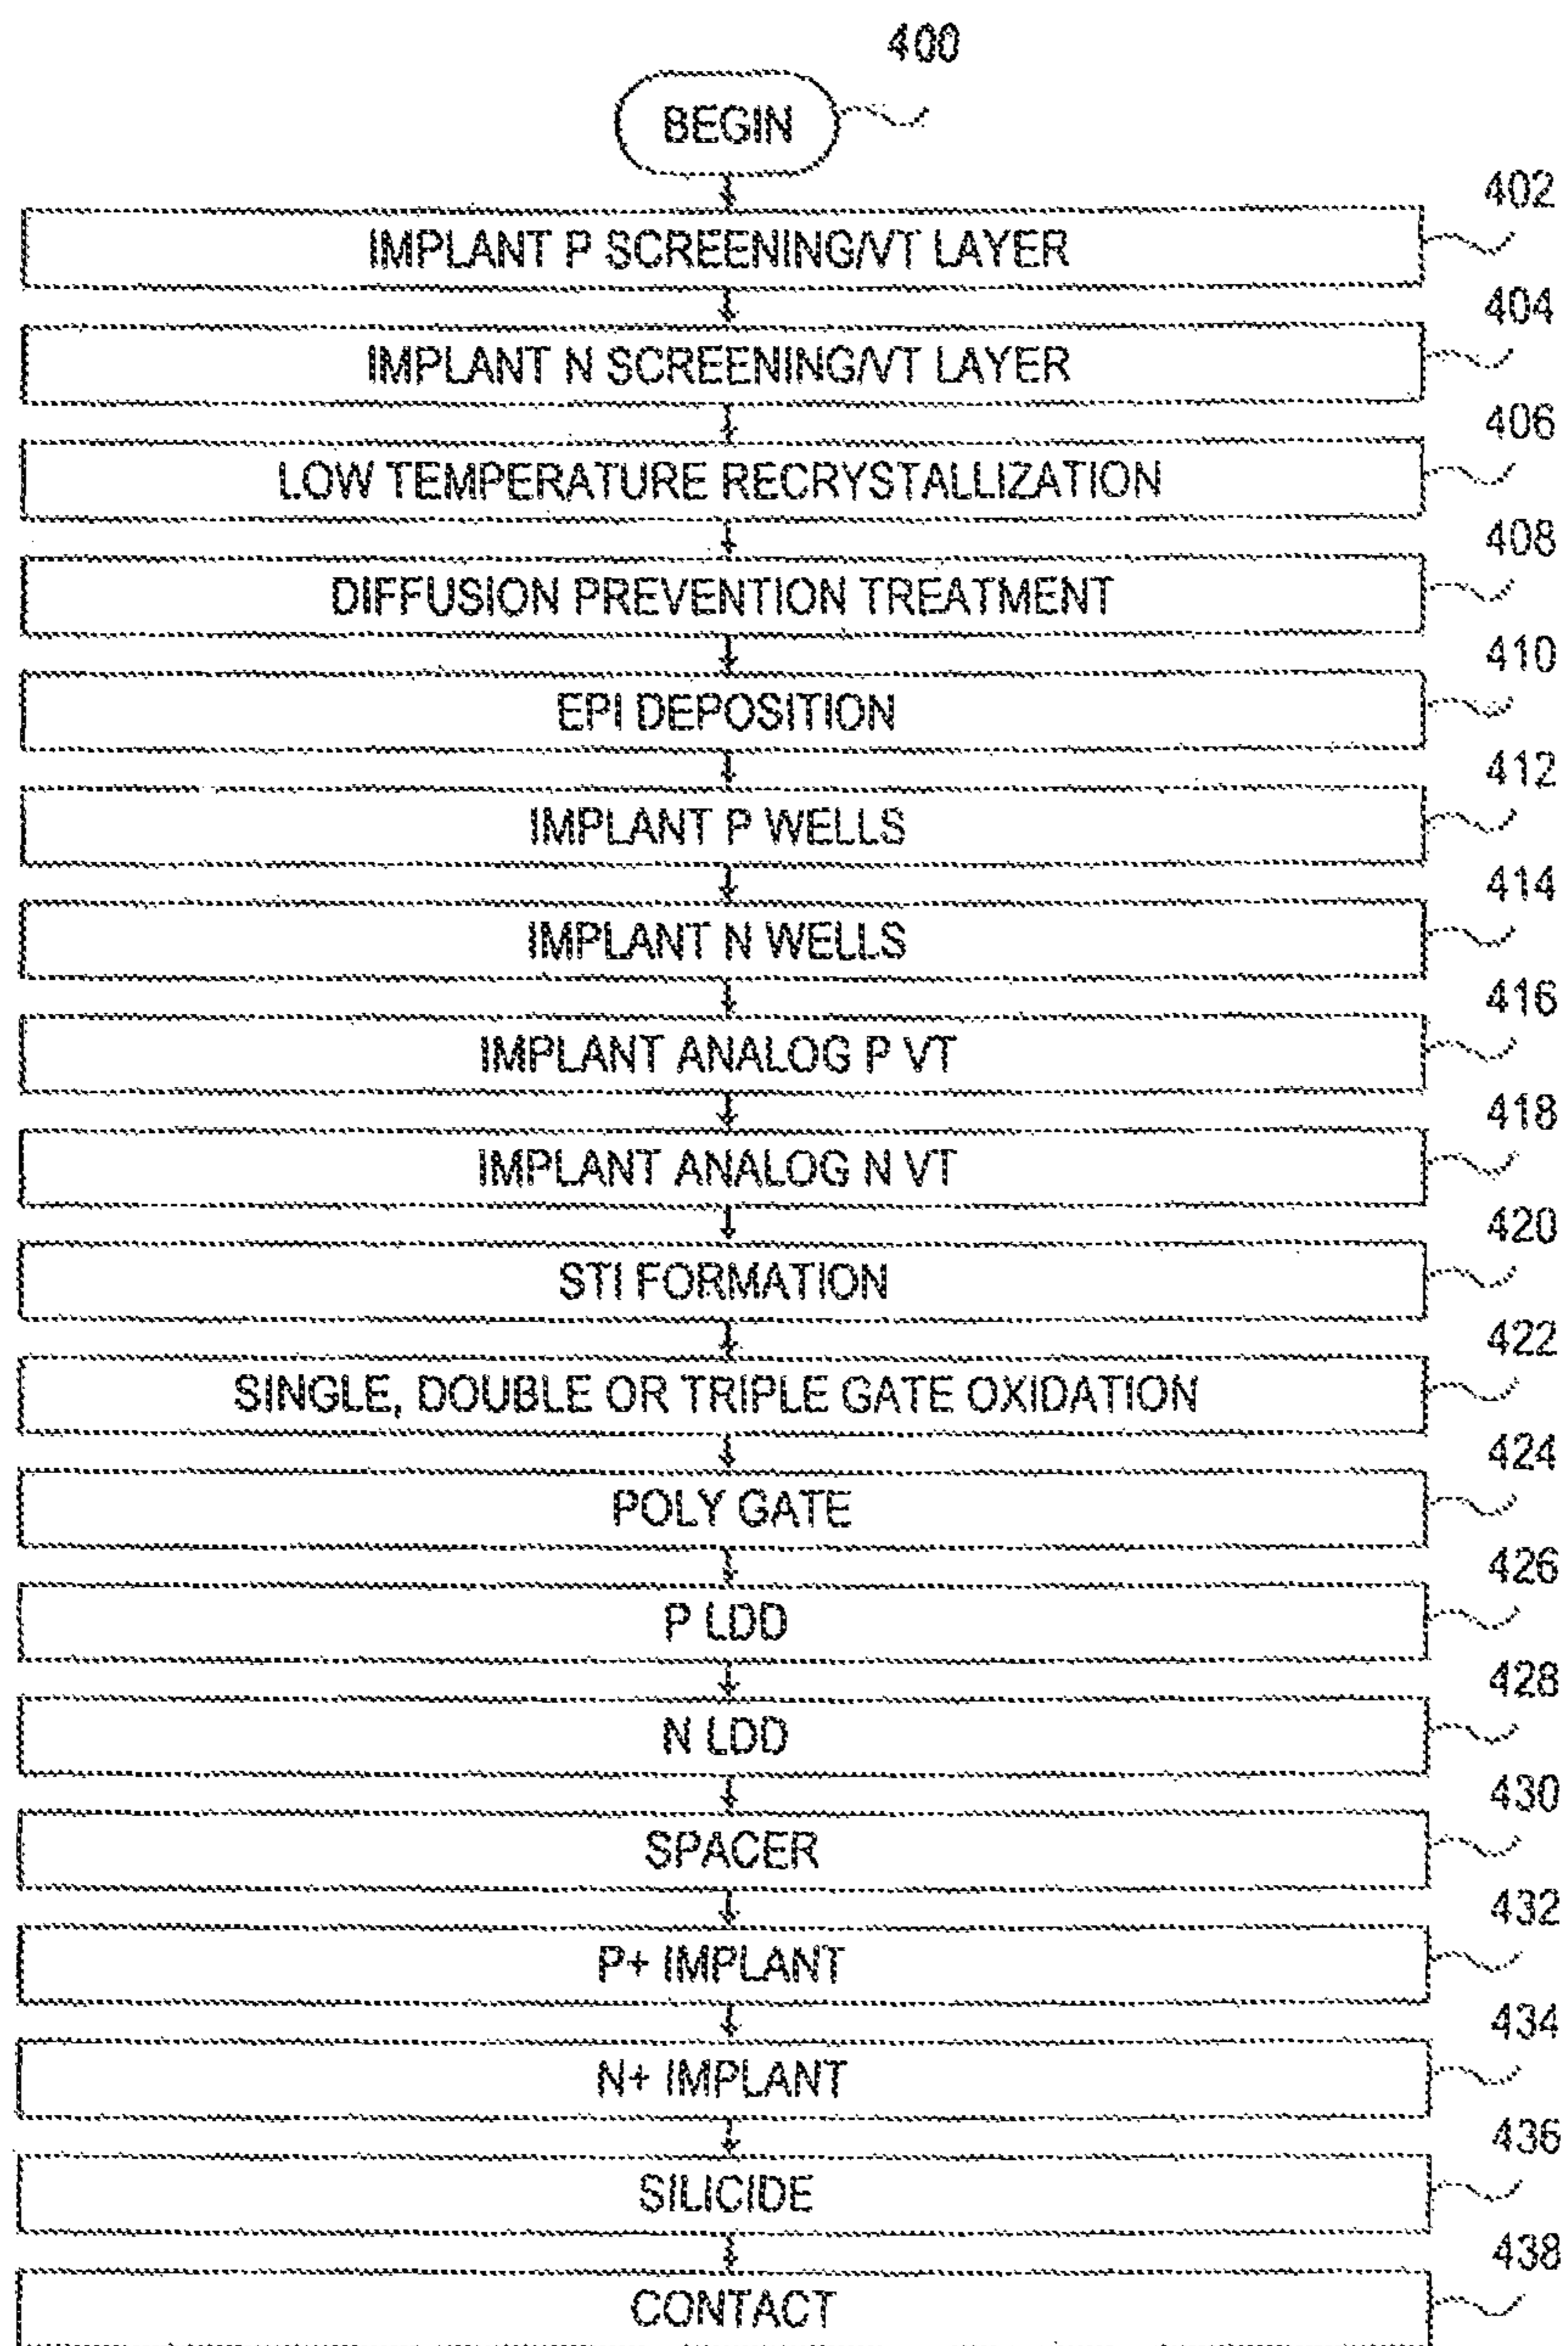 400
BEGIN
402
IMPLANT P SCREENING/VT LAYER
404
IMPLANT N SCREENING/VT LAYER
406
LOW TEMPERATURE RECRYSTALLIZATION
408
DIFFUSION PREVENTION TREATMENT
410
EPI DEPOSITION
412
IMPLANT P WELLS
414
IMPLANT N WELLS
416
IMPLANT ANALOG P VT
418
IMPLANT ANALOG N VT
420
STI FORMATION
422
SINGLE, DOUBLE OR TRIPLE GATE OXIDATION
424
POLY GATE
426
P LDD
428
N LDD
430
SPACER
432
P+ IMPLANT
434
N+ IMPLANT
436
SILICIDE
438
CONTACT